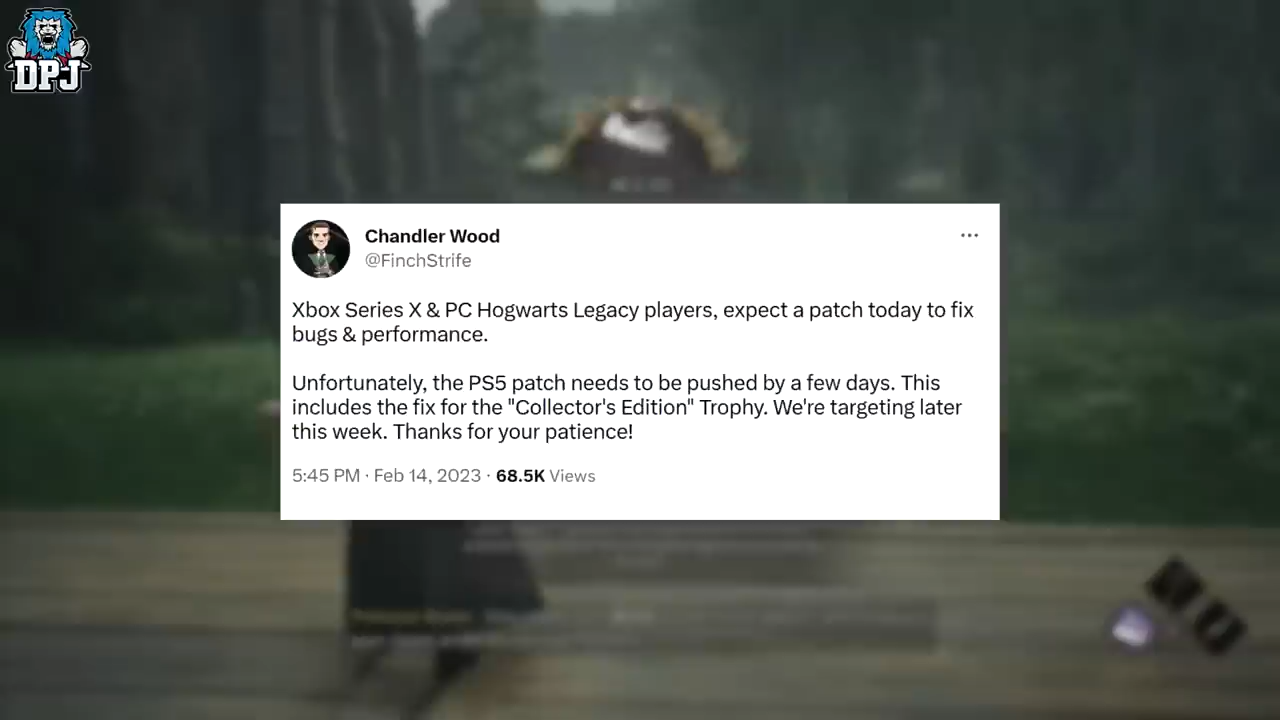 DPJ
Chandler Wood
@FinchStrife
Xbox Series X & PC Hogwarts Legacy players, expect a patch today to fix
bugs & performance.
Unfortunately, the PS5 patch needs to be pushed by a few days. This
includes the fix for the "Collector's Edition" Trophy. We're targeting later
this week. Thanks for your patience!
5:45 PM · Feb 14, 2023 · 68.5K Views